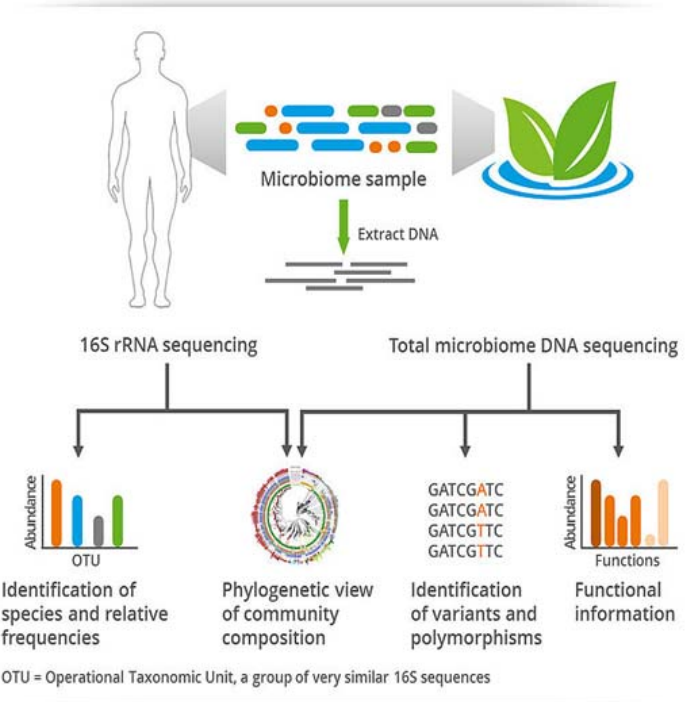 Microbiome sample
Extract DNA
16S rRNA sequencing
Total microbiome DNA sequencing
Abundance
OTU
GATCGATC
GATCGATC
GATCGTTC
GATCGTTC
Abundance
Functions
Identification of
species and relative
frequencies
Phylogenetic view
of community
composition
Identification
of variants and
polymorphisms
Functional
information
OTU = Operational Taxonomic Unit, a group of very similar 16S sequences